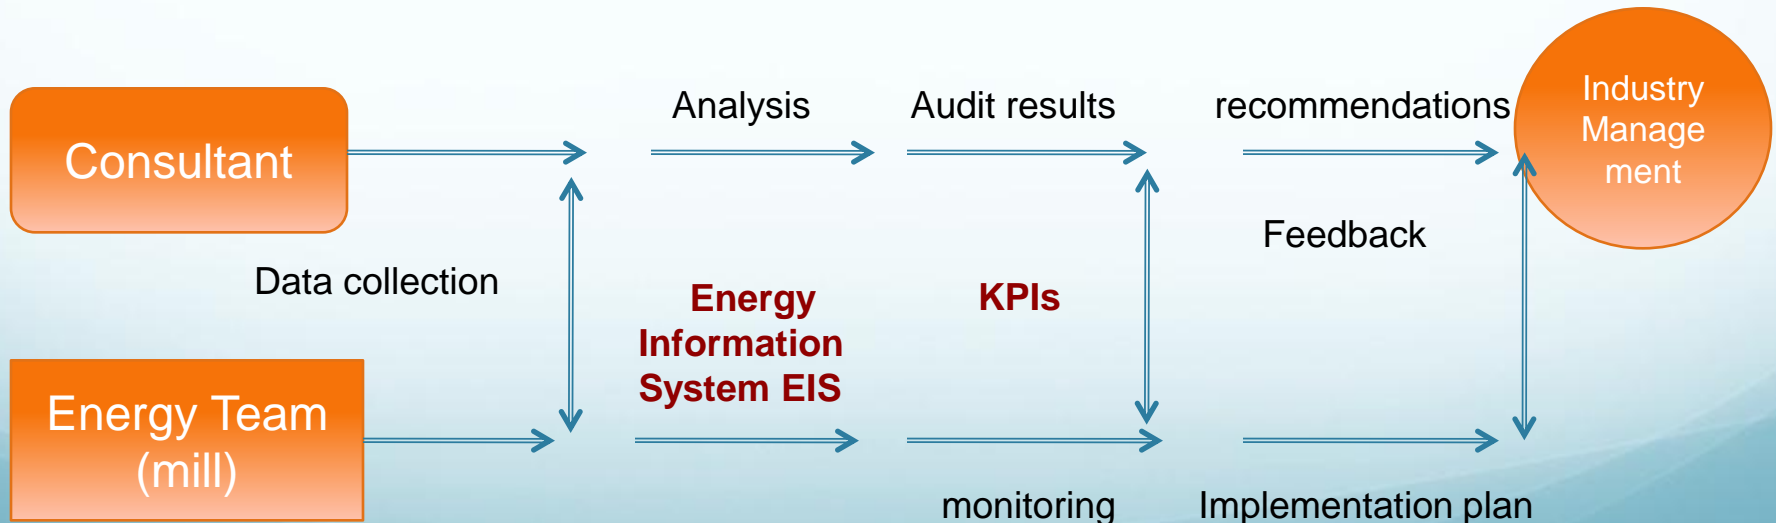 Analysis
Audit results
recommendations
Industry
Manage
ment
Consultant
Feedback
Data collection
Energy
Information
System EIS
KPIs
Energy Team
(mill)
monitoring
Implementation plan